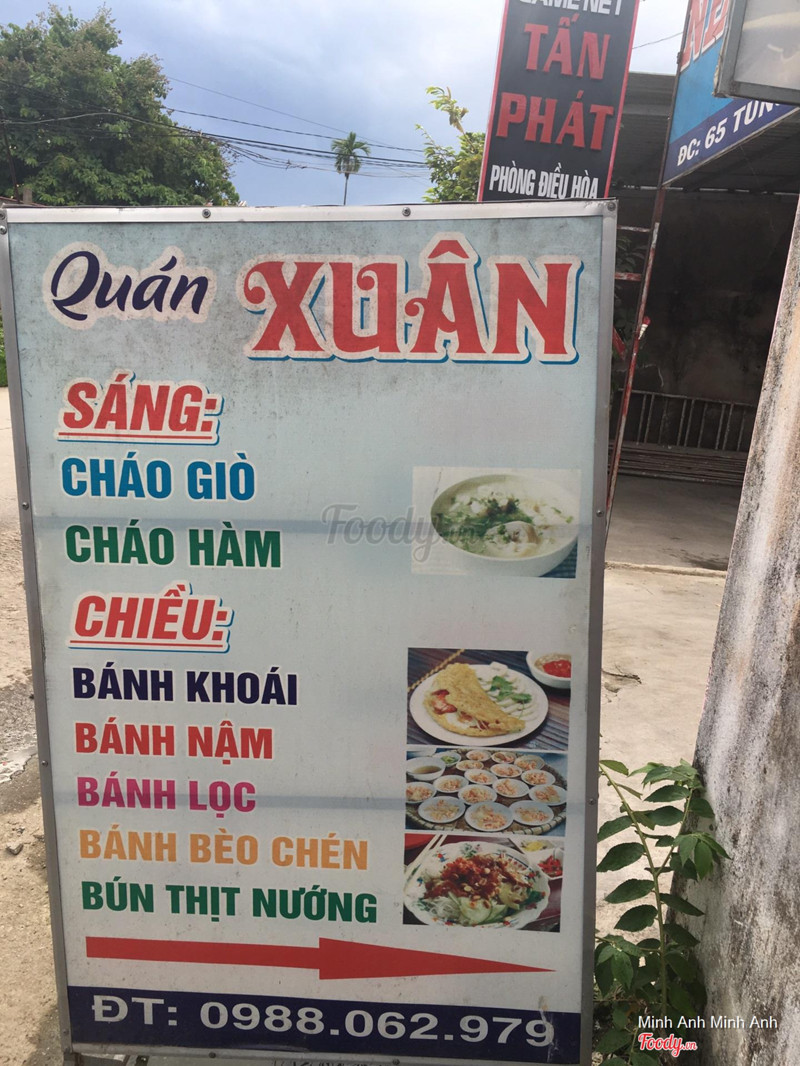 GAME NET
TẤN
PHÁT
PHÒNG ĐIỀU HÒA
ĐC: 65
Quán XUÂN
SÁNG:
CHÁO GIÒ
CHÁO HÀM
Foody.vn
CHIỀU:
BÁNH KHOÁI
BÁNH NẬM
BÁNH LỌC
BÁNH BÈO CHÉN
BÚN THỊT NƯỚNG
ĐT: 0988.062.979
Minh Anh Minh Anh
Foody.vn